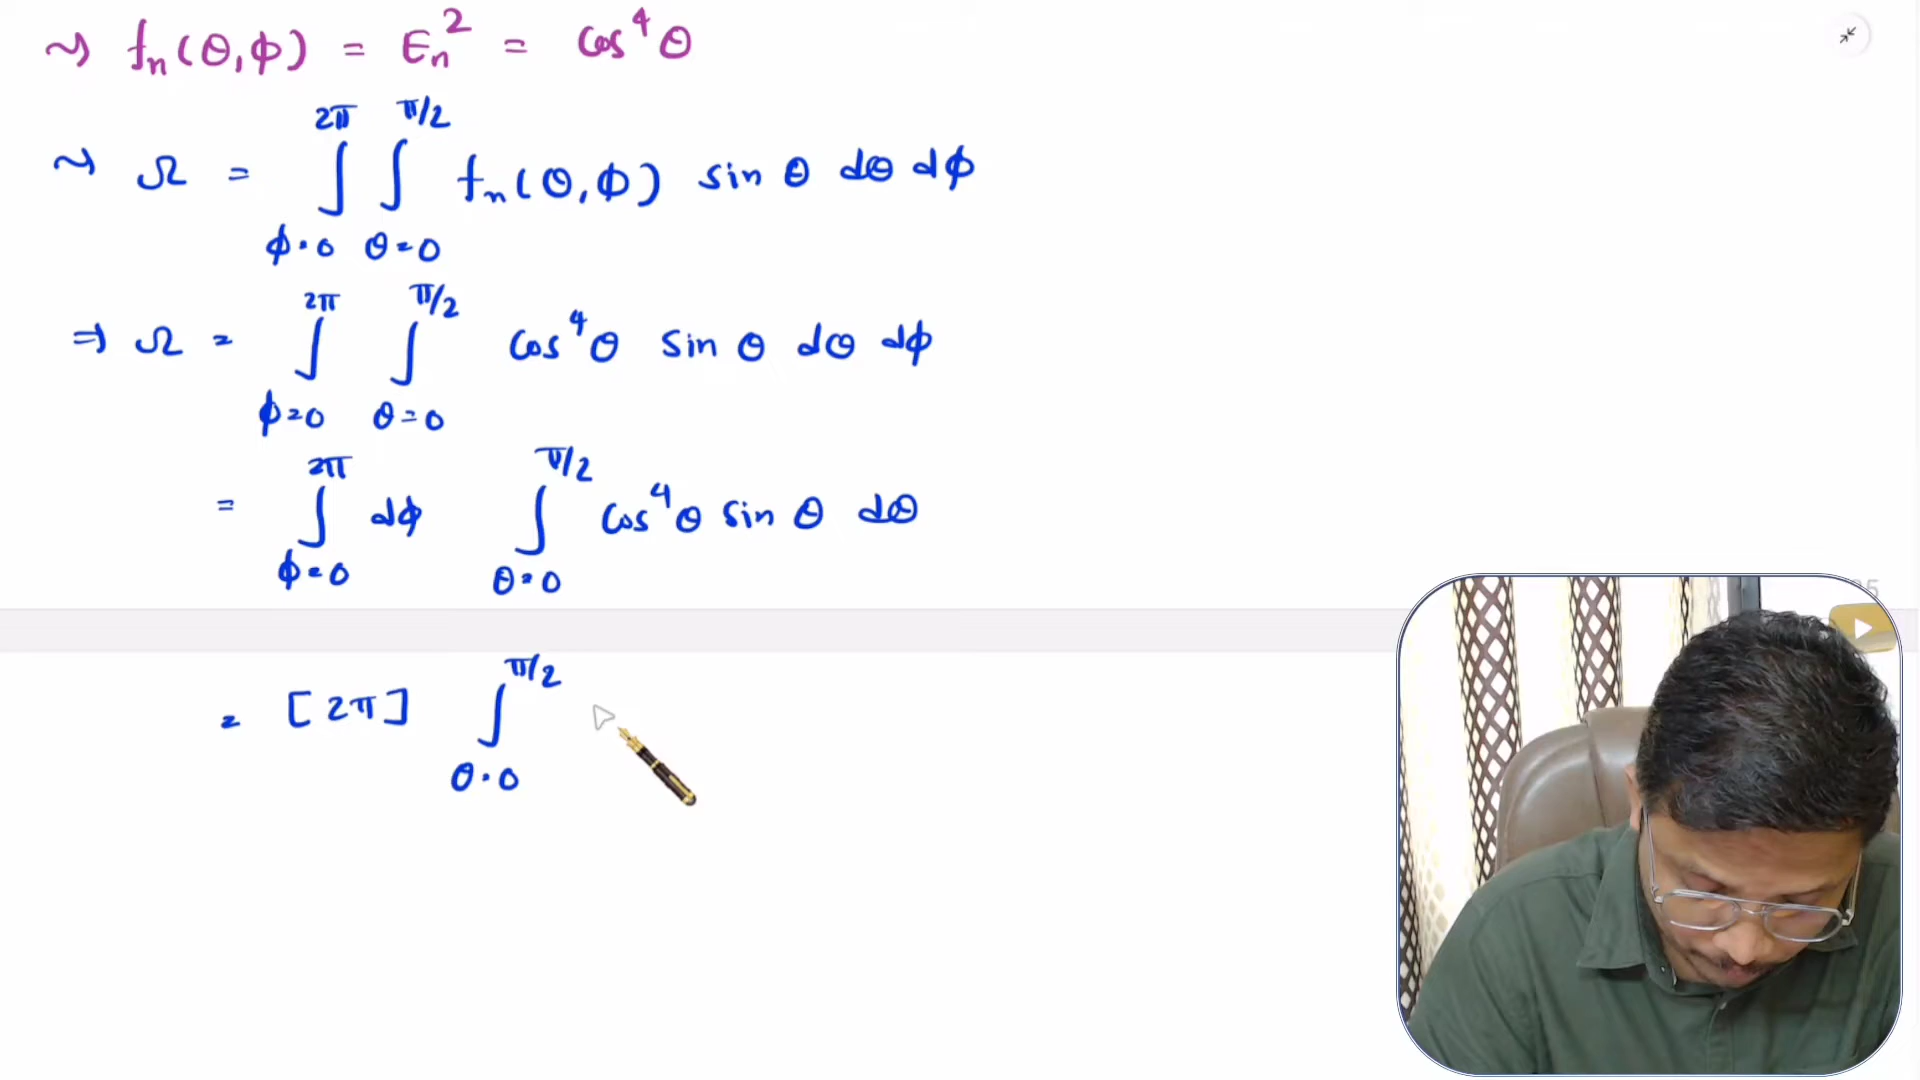 ~> fn(θ,φ) = En² = cos⁴θ
~> Ω = ∫_{φ=0}^{2π} ∫_{θ=0}^{π/2} fn(θ,φ) sin θ dθ dφ
⇒ Ω = ∫_{φ=0}^{2π} ∫_{θ=0}^{π/2} cos⁴θ sin θ dθ dφ
= ∫_{φ=0}^{2π} dφ ∫_{θ=0}^{π/2} cos⁴θ sin θ dθ
= [2π] ∫_{θ=0}^{π/2}